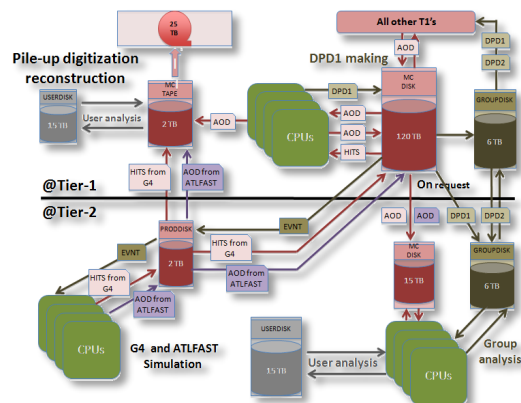 25
TB
All other T1's
AOD
DPD1
DPD2
Pile-up digitization
reconstruction
DPD1 making
MC
TAPE
MC
DISK
USERDISK
15 TB
User analysis
2 TB
AOD
CPUs
DPD1
AOD
AOD
HITS
120 TB
GROUPDISK
6 TB
HITS from
G4
AOD from
ATLFAST
@Tier-1
On request
@Tier-2
PRODDISK
2 TB
EVNT
EVNT
HITS from
G4
HITS from
G4
AOD from
ATLFAST
AOD from
ATLFAST
AOD
AOD
DPD1
DPD2
MC
DISK
15 TB
GROUPDISK
6 TB
CPUs
G4 and ATLFAST
Simulation
USERDISK
15 TB
User analysis
CPUs
Group
analysis